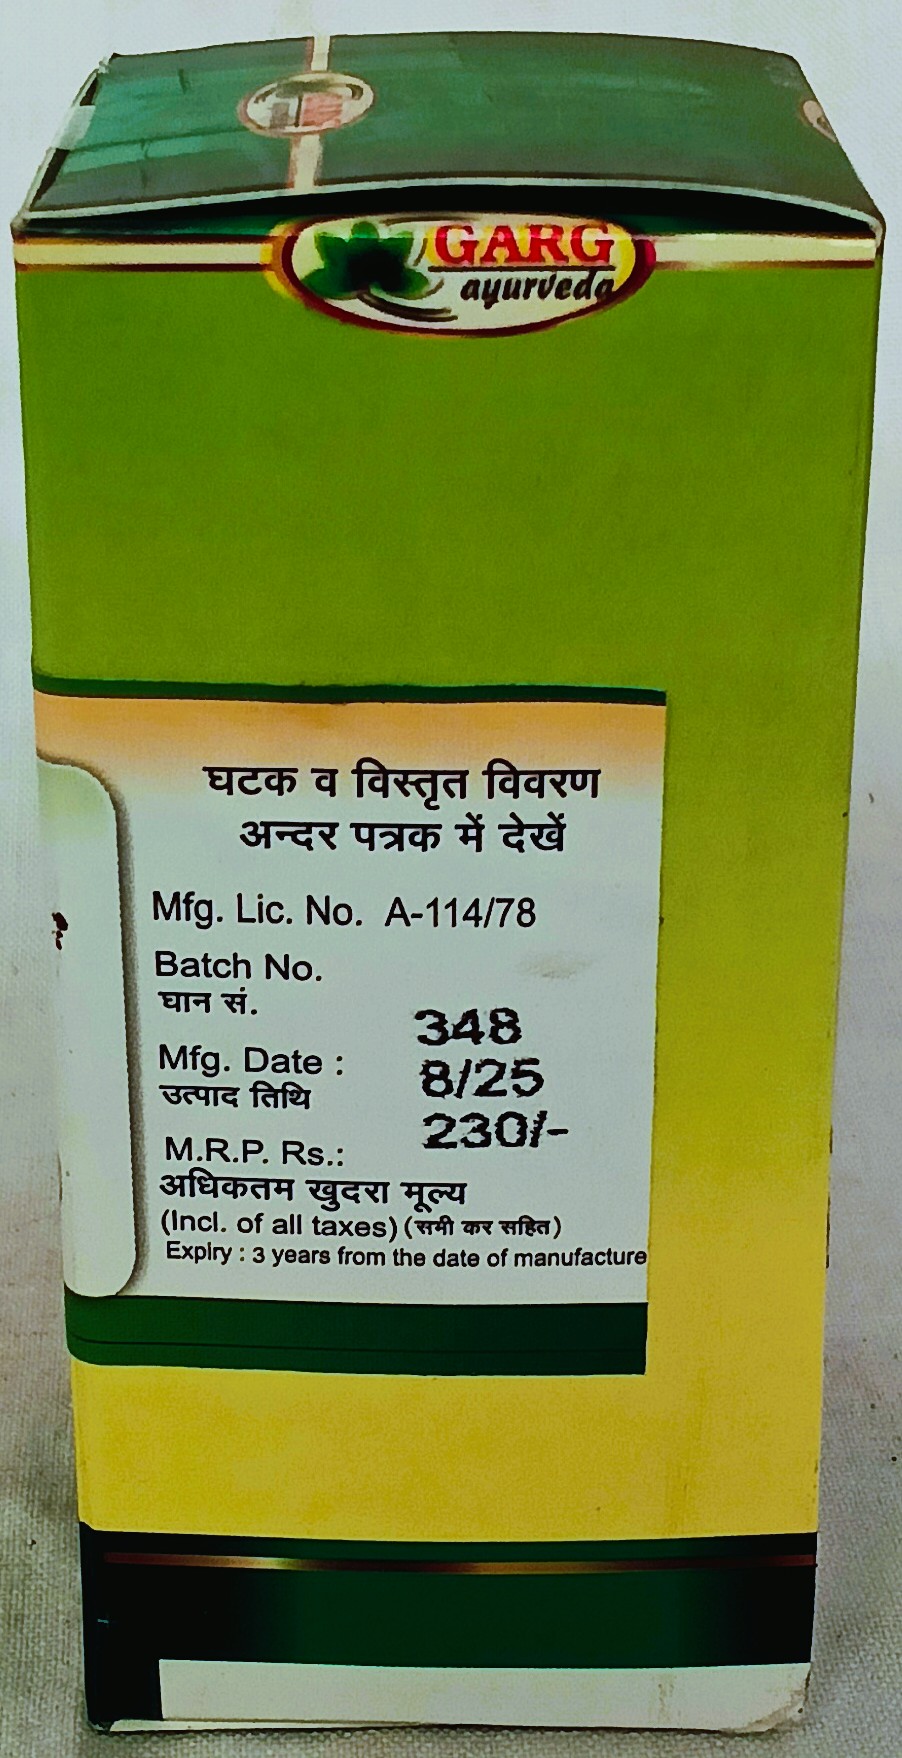 GARG
ayurveda
घटक व विस्तृत विवरण
अन्दर पत्रक में देखें
Mfg. Lic. No. A-114/78
Batch No.
घान सं.
348
Mfg. Date :
8/25
उत्पाद तिथि
230/-
M.R.P. Rs.:
अधिकतम खुदरा मूल्य
(Incl. of all taxes) (सभी कर सहित)
Expiry : 3 years from the date of manufacture